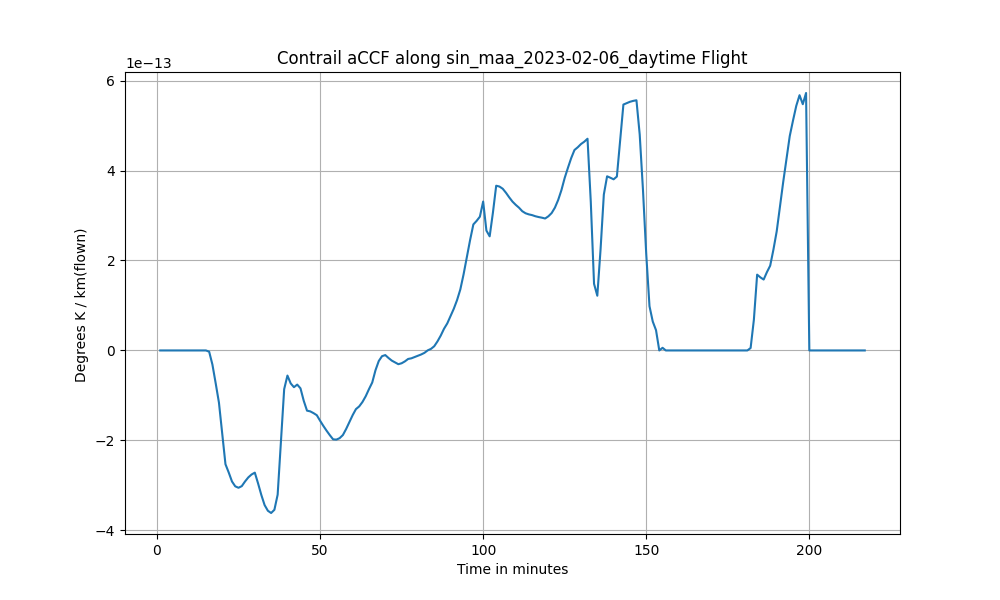 Contrail aCCF along sin_maa_2023-02-06_daytime Flight
1e−13
6
4
2
0
−2
−4
Degrees K / km(flown)
0 50 100 150 200
Time in minutes